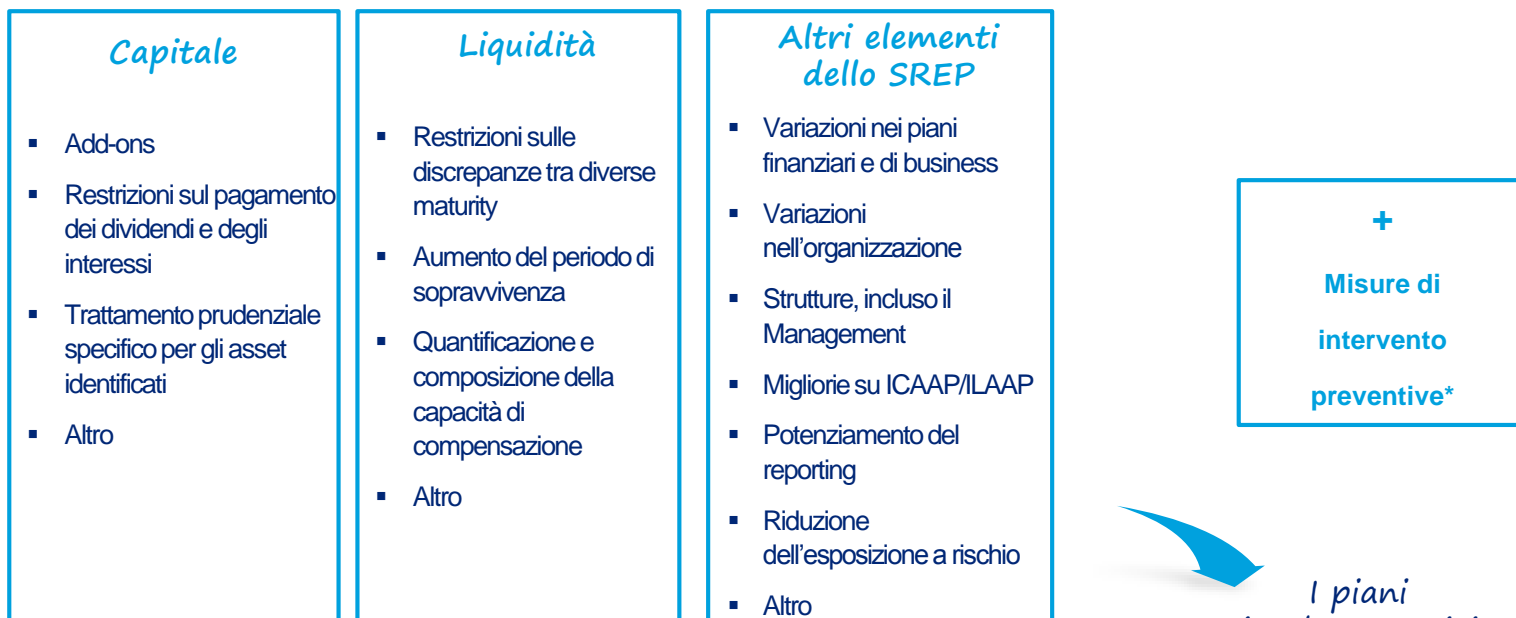 Capitale
▪ Add-ons
▪ Restrizioni sul pagamento
dei dividendi e degli
interessi
▪ Trattamento prudenziale
specifico per gli asset
identificati
▪ Altro
Liquidità
▪ Restrizioni sulle
discrepanze tra diverse
maturity
▪ Aumento del periodo di
sopravvivenza
▪ Quantificazione e
composizione della
capacità di
compensazione
▪ Altro
Altri elementi
dello SREP
▪ Variazioni nei piani
finanziari e di business
▪ Variazioni
nell'organizzazione
▪ Strutture, incluso il
Management
▪ Migliorie su ICAAP/ILAAP
▪ Potenziamento del
reporting
▪ Riduzione
dell'esposizione a rischio
▪ Altro
+
Misure di
intervento
preventive*
I piani